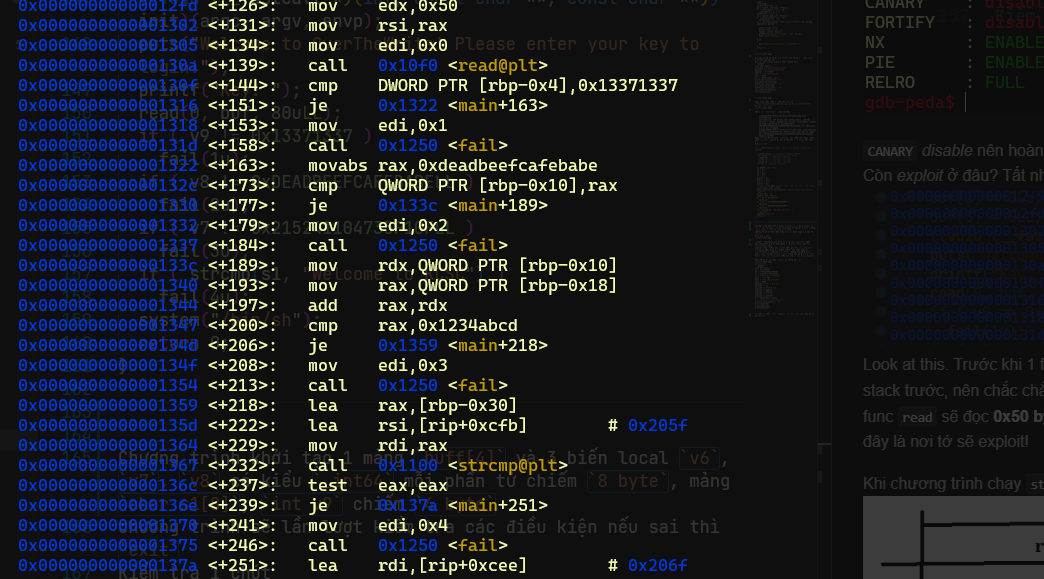 0x00000000000012fd <+126>: mov edx,0x50
0x0000000000001302 <+131>: mov rsi,rax
0x0000000000001305 <+134>: mov edi,0x0
0x000000000000130a <+139>: call 0x10f0 <read@plt>
0x000000000000130f <+144>: cmp DWORD PTR [rbp-0x4],0x13371337
0x0000000000001316 <+151>: je 0x1322 <main+163>
0x0000000000001318 <+153>: mov edi,0x1
0x000000000000131d <+158>: call 0x1250 <fail>
0x0000000000001322 <+163>: movabs rax,0xdeadbeefcafebabe
0x000000000000132c <+173>: cmp QWORD PTR [rbp-0x10],rax
0x0000000000001330 <+177>: je 0x133c <main+189>
0x0000000000001332 <+179>: mov edi,0x2
0x0000000000001337 <+184>: call 0x1250 <fail>
0x000000000000133c <+189>: mov rdx,QWORD PTR [rbp-0x10]
0x0000000000001340 <+193>: mov rax,QWORD PTR [rbp-0x18]
0x0000000000001344 <+197>: add rax,rdx
0x0000000000001347 <+200>: cmp rax,0x1234abcd
0x000000000000134d <+206>: je 0x1359 <main+218>
0x000000000000134f <+208>: mov edi,0x3
0x0000000000001354 <+213>: call 0x1250 <fail>
0x0000000000001359 <+218>: lea rax,[rbp-0x30]
0x000000000000135d <+222>: lea rsi,[rip+0xcfb] # 0x205f
0x0000000000001364 <+229>: mov rdi,rax
0x0000000000001367 <+232>: call 0x1100 <strcmp@plt>
0x000000000000136c <+237>: test eax,eax
0x000000000000136e <+239>: je 0x137a <main+251>
0x0000000000001370 <+241>: mov edi,0x4
0x0000000000001375 <+246>: call 0x1250 <fail>
0x000000000000137a <+251>: lea rdi,[rip+0xcee] # 0x206f
CANARY : disabl
FORTIFY : disabl
NX : ENABLE
PIE : ENABLE
RELRO : FULL
gdb-peda$
CANARY disable nên hoàn
Còn exploit ở đâu? Tất nh
Look at this. Trước khi 1 f
stack trước, nên chắc chắ
func read sẽ đọc 0x50 b
đây là nơi tớ sẽ exploit!
Khi chương trình chạy st